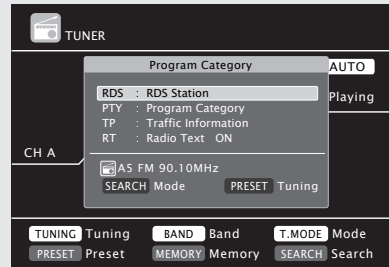 TUNER
Program Category
AUTO
RDS : RDS Station
PTY : Program Category
Playing
TP : Traffic Information
RT : Radio Text ON
CH A
A5 FM 90.10MHz
SEARCH Mode PRESET Tuning
TUNING Tuning BAND Band T.MODE Mode
PRESET Preset MEMORY Memory SEARCH Search